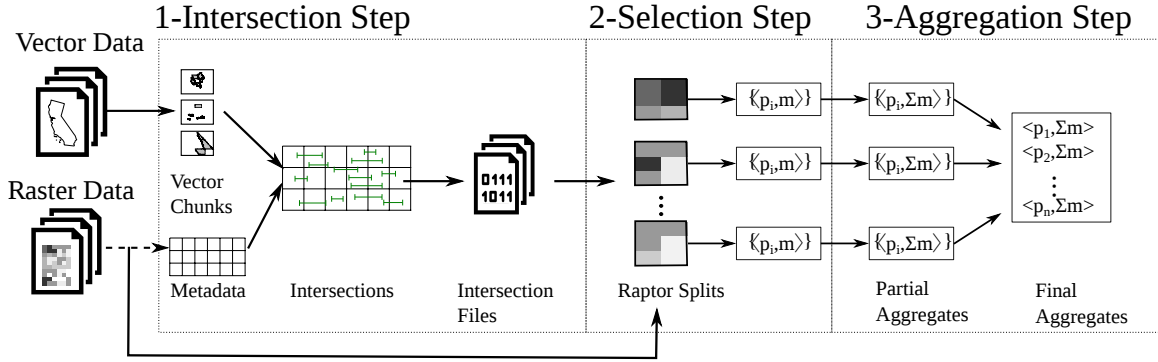 1-Intersection Step
2-Selection Step
3-Aggregation Step
Vector Data
Raster Data
Vector
Chunks
Metadata
Intersections
0111
1011
Intersection
Files
Raptor Splits
{⟨pᵢ,m⟩}
{⟨pᵢ,m⟩}
{⟨pᵢ,m⟩}
{⟨pᵢ,Σm⟩}
{⟨pᵢ,Σm⟩}
{⟨pᵢ,Σm⟩}
Partial
Aggregates
<p₁,Σm>
<p₂,Σm>
<pₙ,Σm>
Final
Aggregates